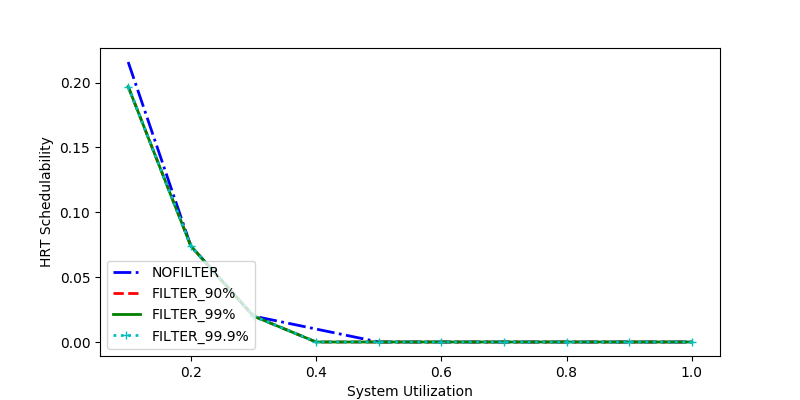 0.20
0.15
0.10
0.05
0.00
HRT Schedulability
NOFILTER
FILTER_90%
FILTER_99%
FILTER_99.9%
0.2 0.4 0.6 0.8 1.0
System Utilization